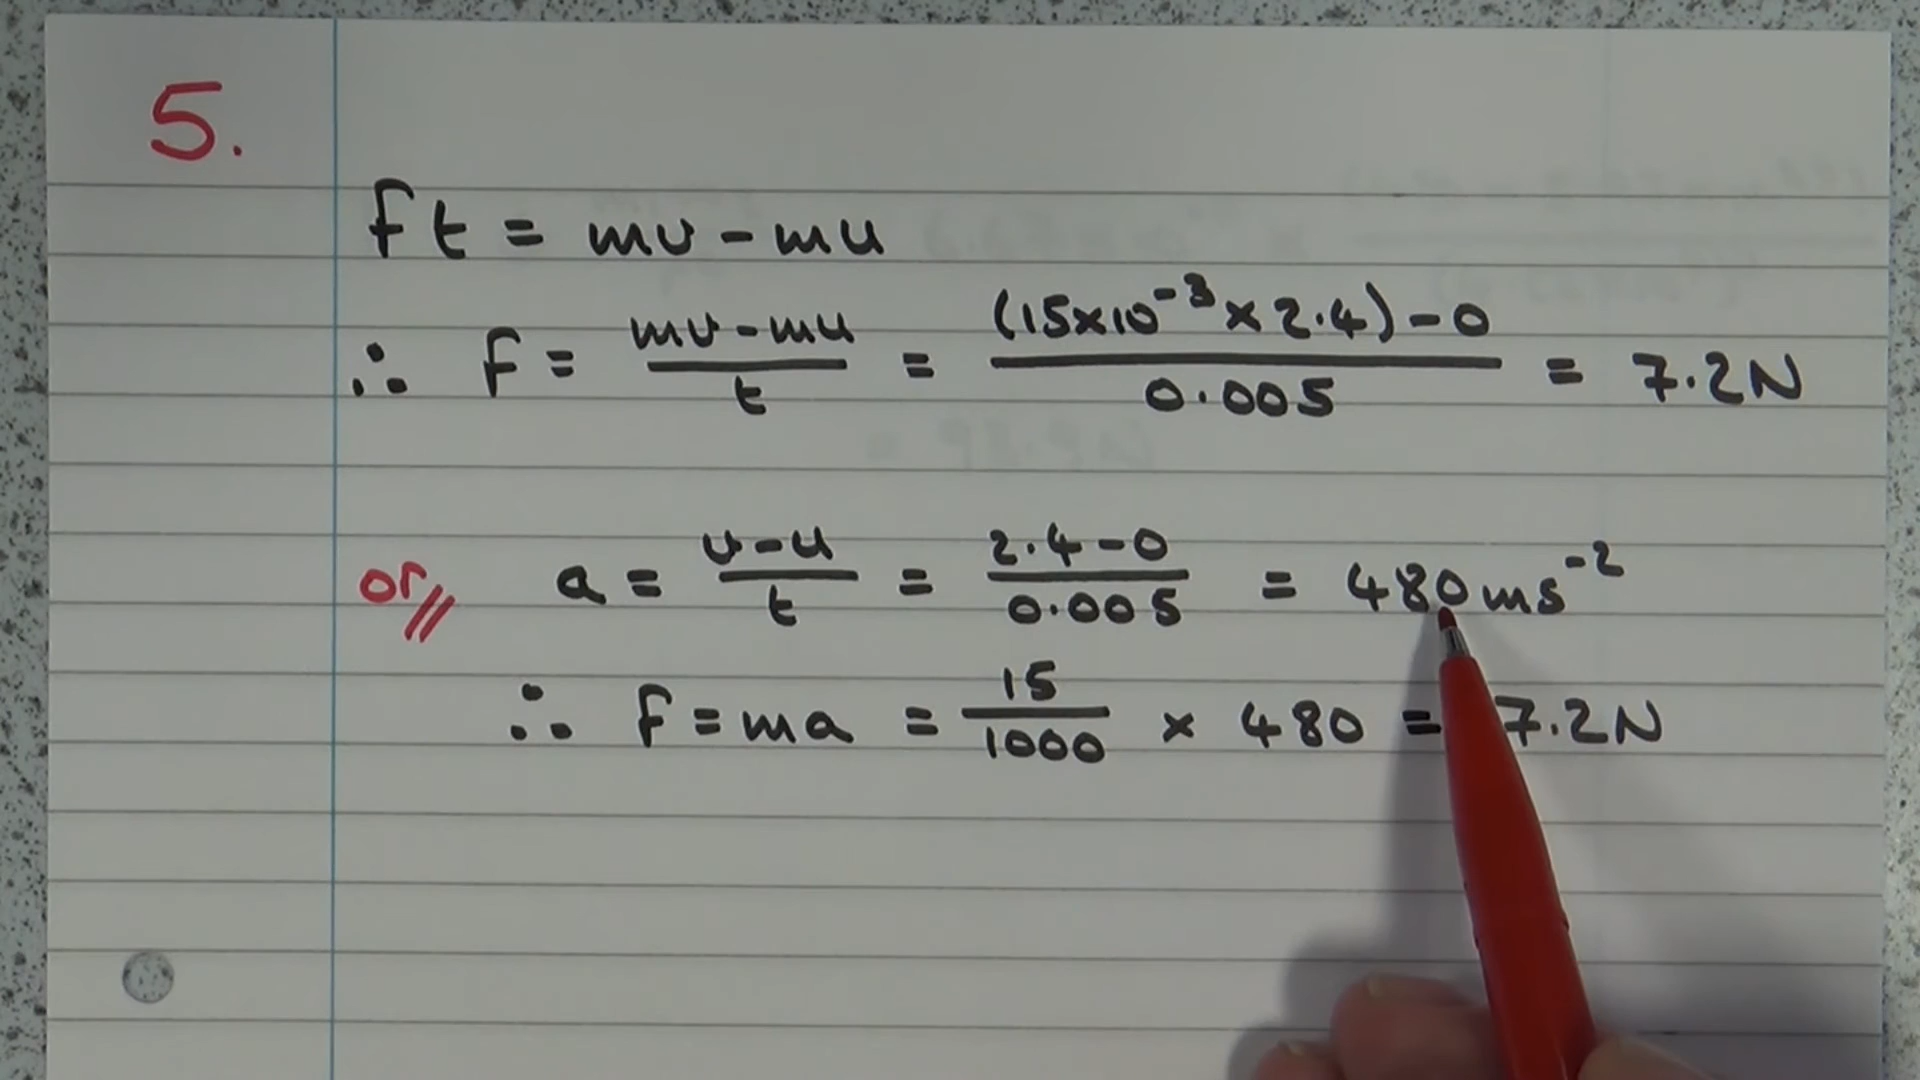 5.
Ft = mv - mu
∴ F = (mv - mu)/t = ((15×10⁻³ × 2.4) - 0)/0.005 = 7.2N
or// a = (v - u)/t = (2.4 - 0)/0.005 = 480 ms⁻²
∴ F = ma = 15/1000 × 480 = 7.2N